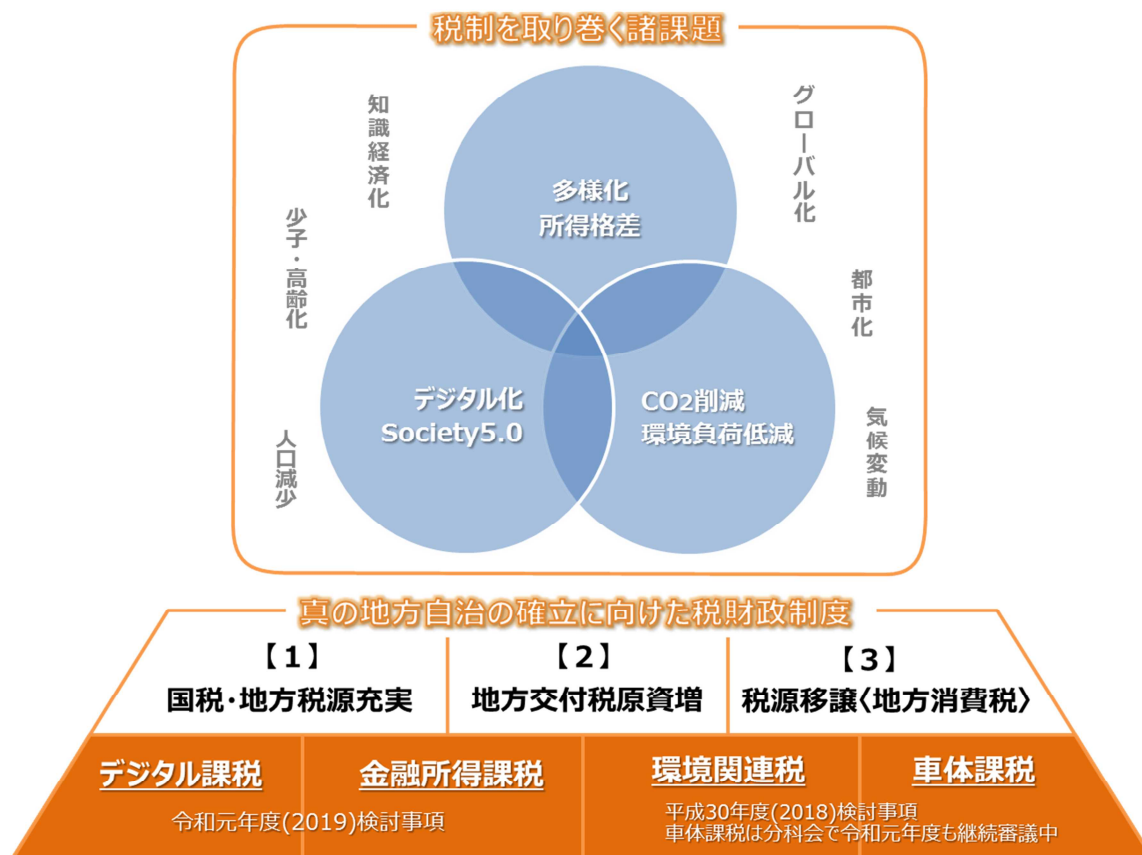 税制を取り巻く諸課題
知識経済化
グローバル化
多様化
所得格差
少子・高齢化
都市化
デジタル化
Society5.0
CO2削減
環境負荷低減
人口減少
気候変動
真の地方自治の確立に向けた税財政制度
【1】
国税・地方税源充実
【2】
地方交付税原資増
【3】
税源移譲〈地方消費税〉
デジタル課税
金融所得課税
環境関連税
車体課税
令和元年度(2019)検討事項
平成30年度(2018)検討事項
車体課税は分科会で令和元年度も継続審議中